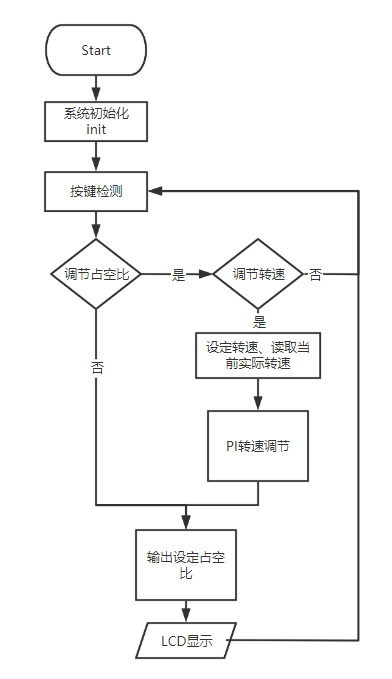 Start
系统初始化
init
按键检测
调节占空比
是
调节转速
否
是
设定转速、读取当
前实际转速
否
PI转速调节
输出设定占空
比
LCD显示